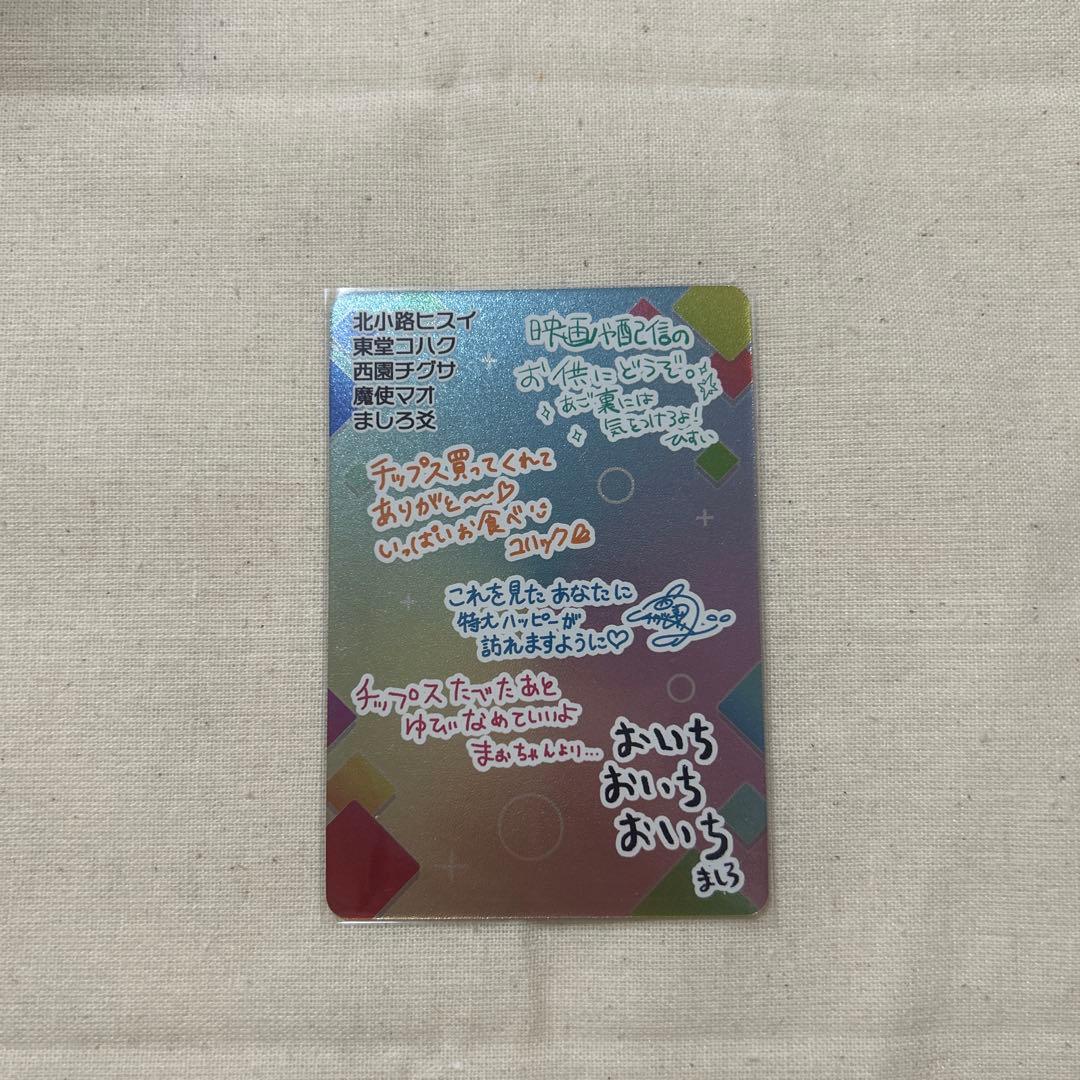 北小路ヒスイ
東堂コハク
西園チグサ
魔使マオ
ましろ爻
映画や配信の
お供にどうぞ。
あご裏には
気をつけるよ!
ひすい
チップス買ってくれて
ありがと〜〜♡
いっぱいお食べ
コハック
これを見たあなたに
特大ハッピーが
訪れますように♡
チップスたべたあと
ゆびなめていいよ
まおちゃんより…
おいち
おいち
おいち
ましろ